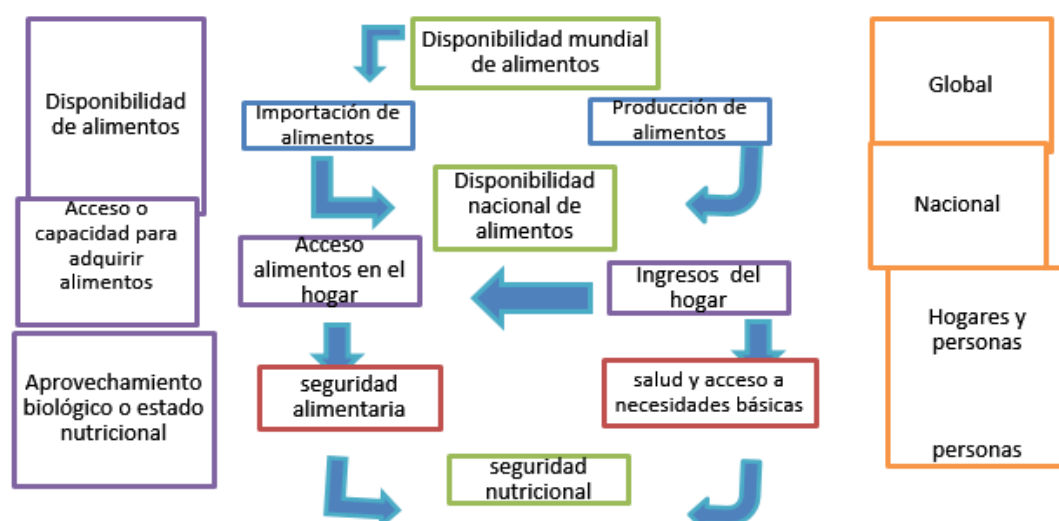 Disponibilidad
de alimentos
Acceso o
capacidad para
adquirir
alimentos
Aprovechamiento
biológico o estado
nutricional
Disponibilidad mundial
de alimentos
Importación de
alimentos
Producción de
alimentos
Disponibilidad
nacional de
alimentos
Acceso
alimentos en el
hogar
Ingresos del
hogar
seguridad
alimentaria
salud y acceso a
necesidades básicas
seguridad
nutricional
Global
Nacional
Hogares y
personas
personas